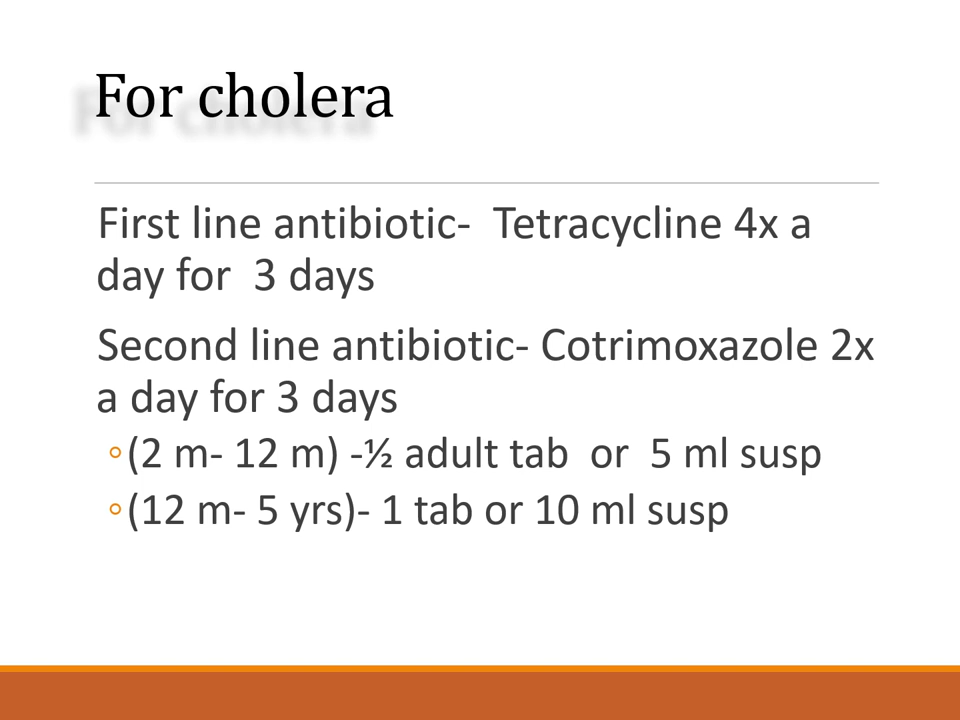 For cholera
First line antibiotic-  Tetracycline 4x a
day for  3 days
Second line antibiotic- Cotrimoxazole 2x
a day for 3 days
◦(2 m- 12 m) -½ adult tab  or  5 ml susp
◦(12 m- 5 yrs)- 1 tab or 10 ml susp